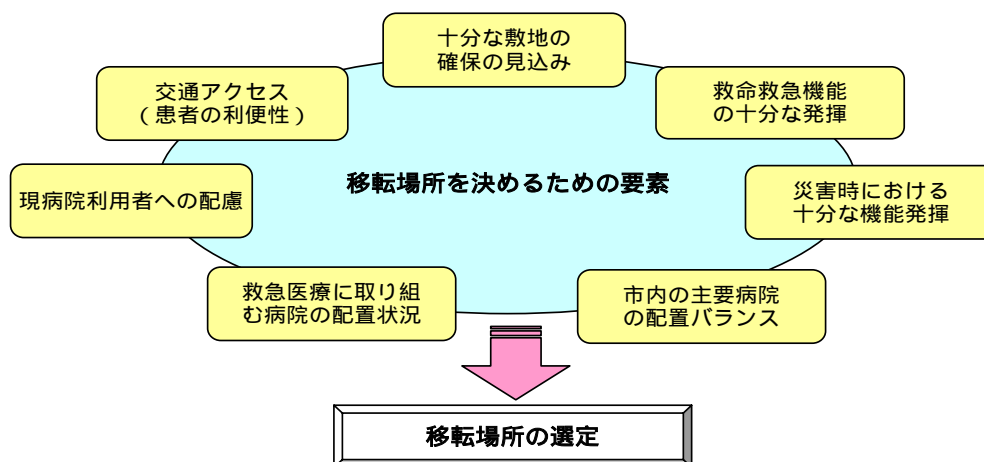 十分な敷地の
確保の見込み
交通アクセス
（患者の利便性）
救命救急機能
の十分な発揮
移転場所を決めるための要素
現病院利用者への配慮
災害時における
十分な機能発揮
救急医療に取り組
む病院の配置状況
市内の主要病院
の配置バランス
移転場所の選定